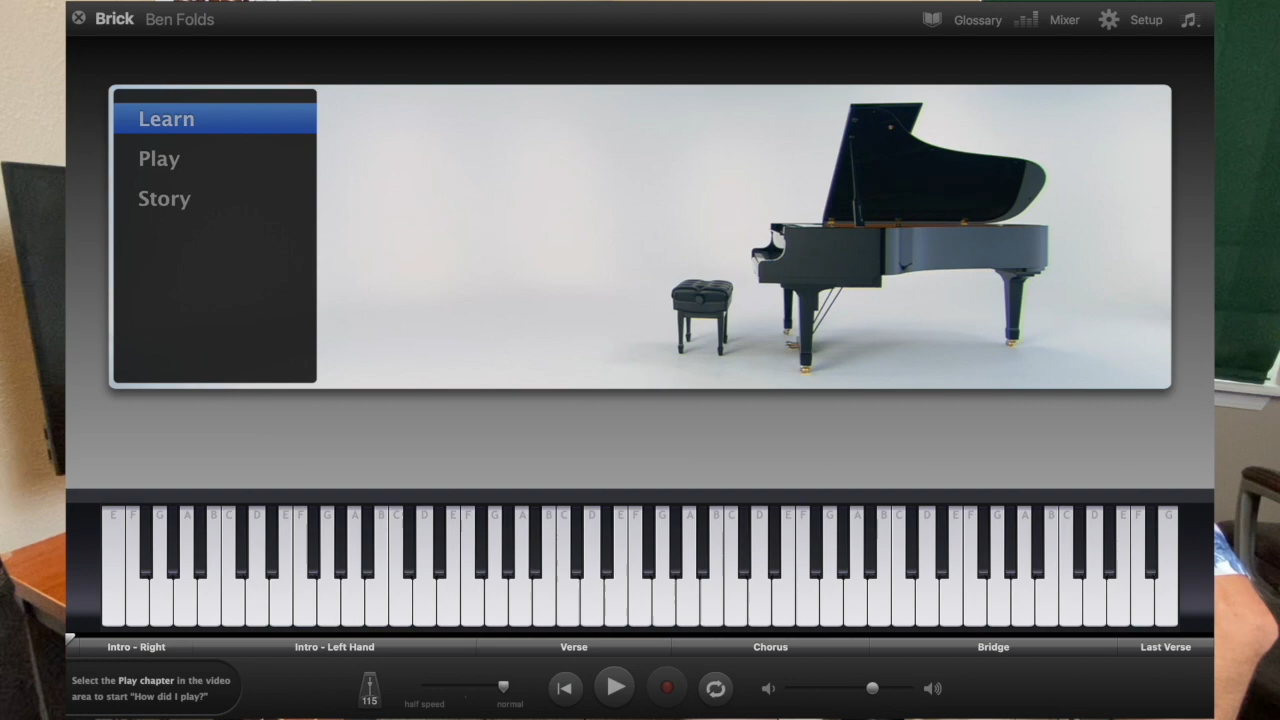 Brick Ben Folds
Glossary Mixer Setup
Learn
Play
Story
E F G A B C D E F G A B C D E F G A B C D E F G A B C D E F G A B C D E F G A B C D E F G
Intro - Right Intro - Left Hand Verse Chorus Bridge Last Verse
Select the Play chapter in the video
area to start "How did I play?"
115
half speed normal